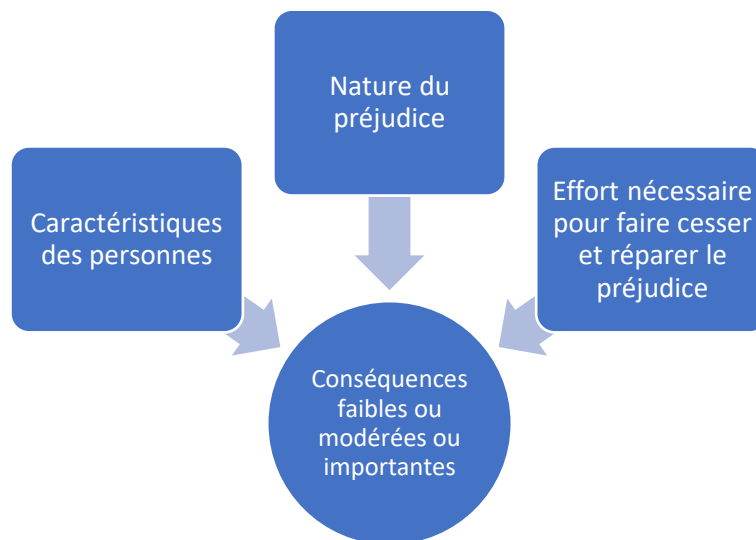 Nature du
préjudice
Caractéristiques
des personnes
Effort nécessaire
pour faire cesser
et réparer le
préjudice
Conséquences
faibles ou
modérées ou
importantes